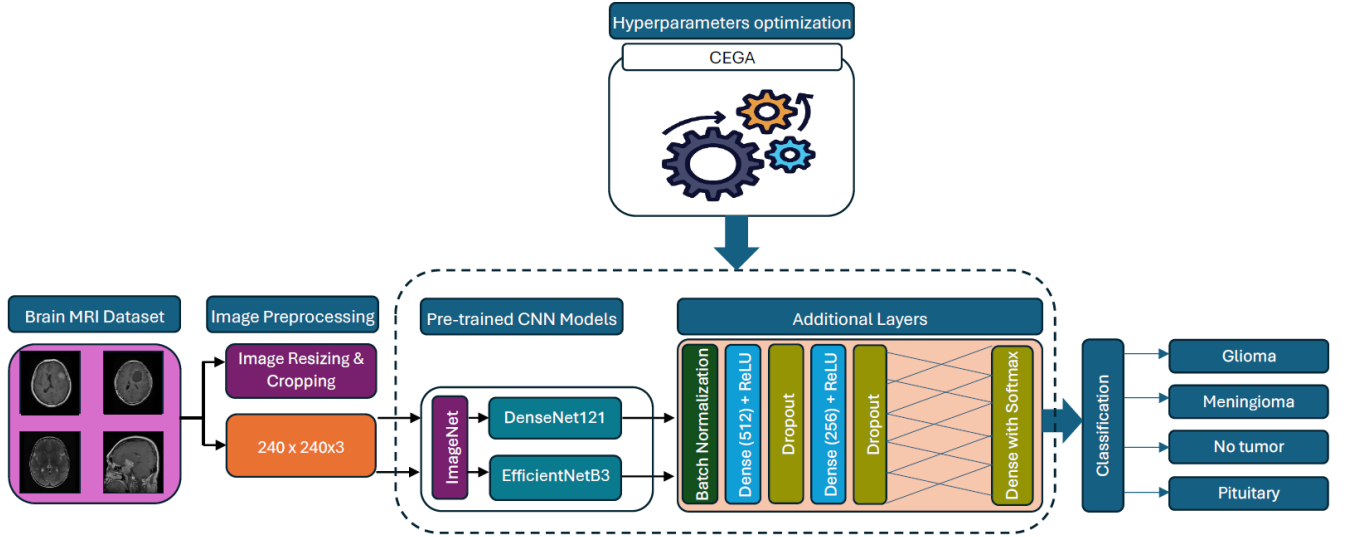 Hyperparameters optimization
CEGA
Brain MRI Dataset
Image Preprocessing
Image Resizing &
Cropping
240 x 240x3
Pre-trained CNN Models
ImageNet
DenseNet121
EfficientNetB3
Additional Layers
Batch Normalization
Dense (512) + ReLU
Dropout
Dense (256) + ReLU
Dropout
Dense with Softmax
Classification
Glioma
Meningioma
No tumor
Pituitary